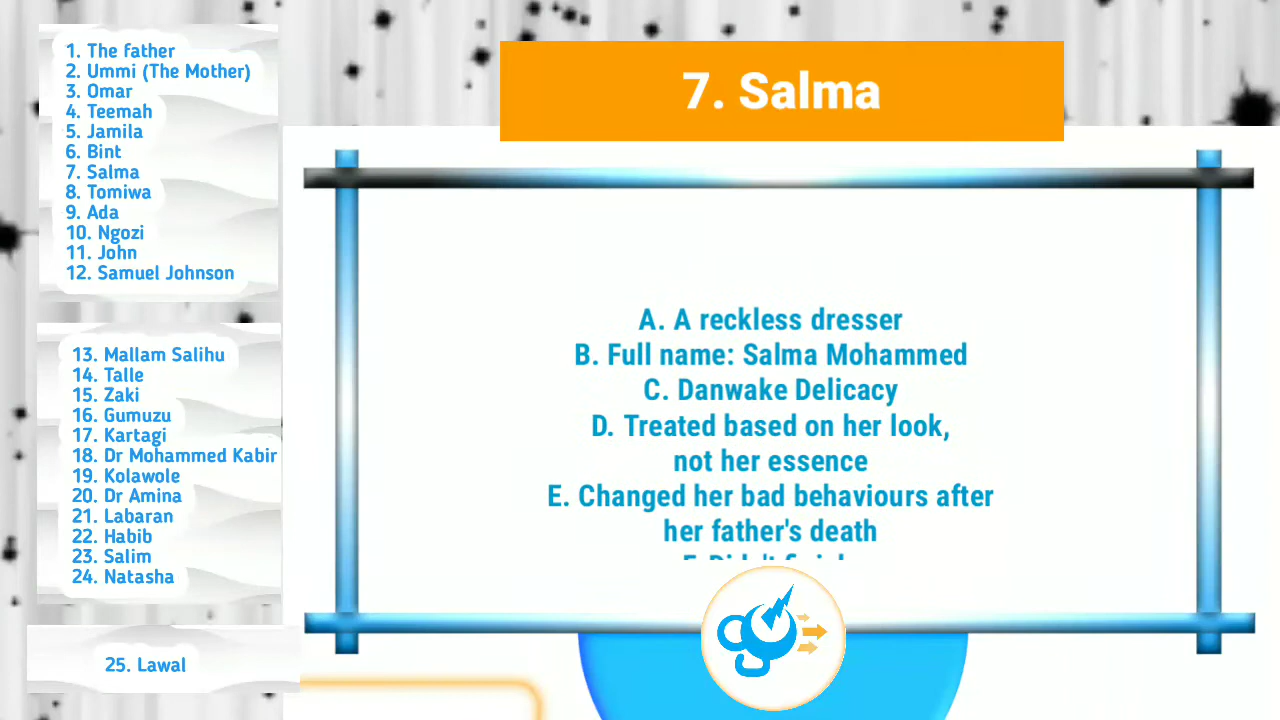 1. The father
2. Ummi (The Mother)
3. Omar
4. Teemah
5. Jamila
6. Bint
7. Salma
8. Tomiwa
9. Ada
10. Ngozi
11. John
12. Samuel Johnson
13. Mallam Salihu
14. Talle
15. Zaki
16. Gumuzu
17. Kartagi
18. Dr Mohammed Kabir
19. Kolawole
20. Dr Amina
21. Labaran
22. Habib
23. Salim
24. Natasha
25. Lawal
7. Salma
A. A reckless dresser
B. Full name: Salma Mohammed
C. Danwake Delicacy
D. Treated based on her look,
not her essence
E. Changed her bad behaviours after
her father's death